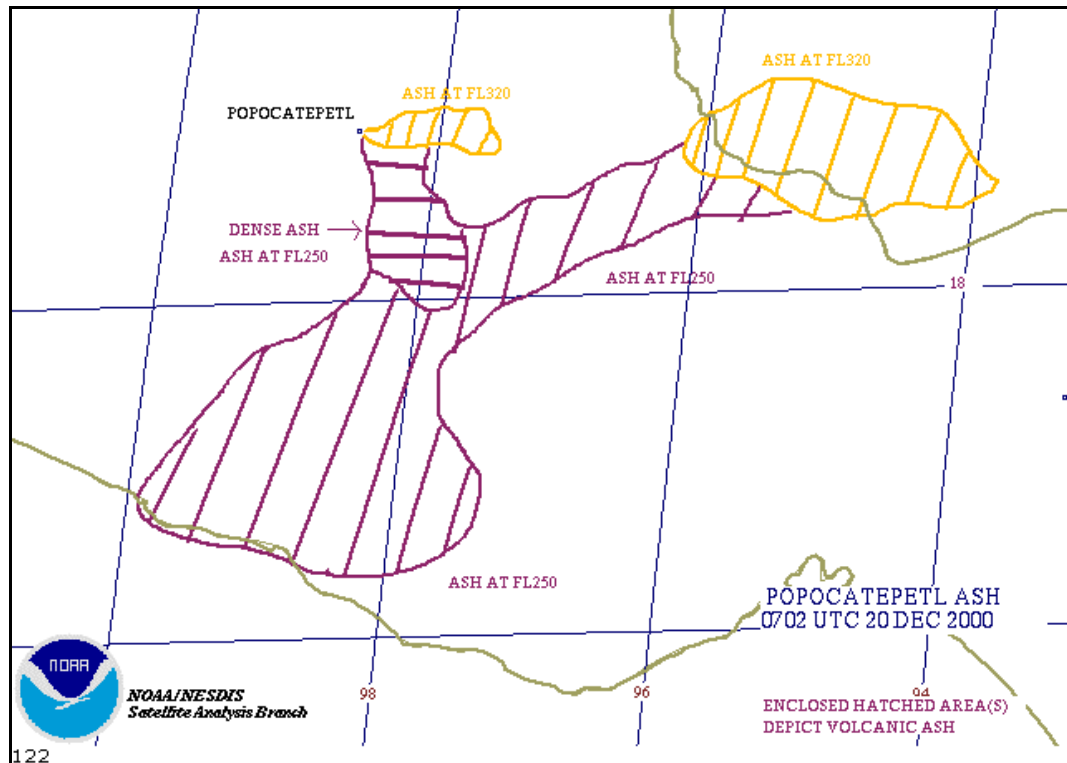 ASH AT FL320
ASH AT FL320
POPOCATEPETL
DENSE ASH
ASH AT FL250
ASH AT FL250
18
ASH AT FL250
POPOCATEPETL ASH
0702 UTC 20 DEC 2000
NOAA
NOAA/NESDIS
Satellite Analysis Branch
98
96
94
ENCLOSED HATCHED AREA(S)
DEPICT VOLCANIC ASH
122